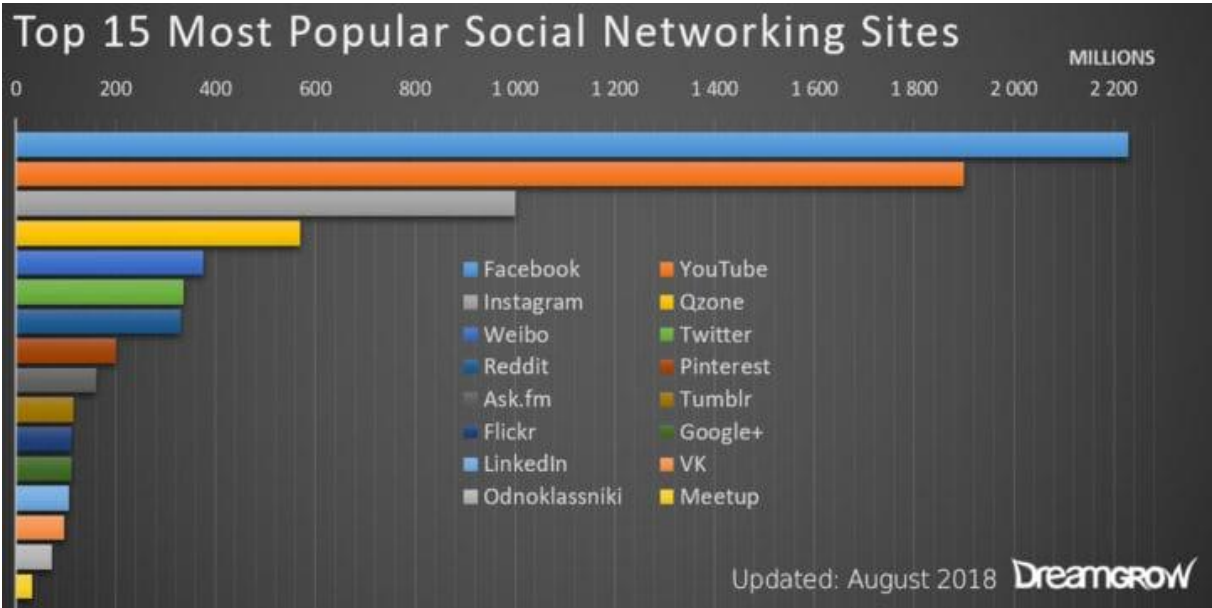 Top 15 Most Popular Social Networking Sites
MILLIONS
0 200 400 600 800 1 000 1 200 1 400 1 600 1 800 2 000 2 200
Facebook YouTube
Instagram Qzone
Weibo Twitter
Reddit Pinterest
Ask.fm Tumblr
Flickr Google+
LinkedIn VK
Odnoklassniki Meetup
Updated: August 2018 DreamGROW